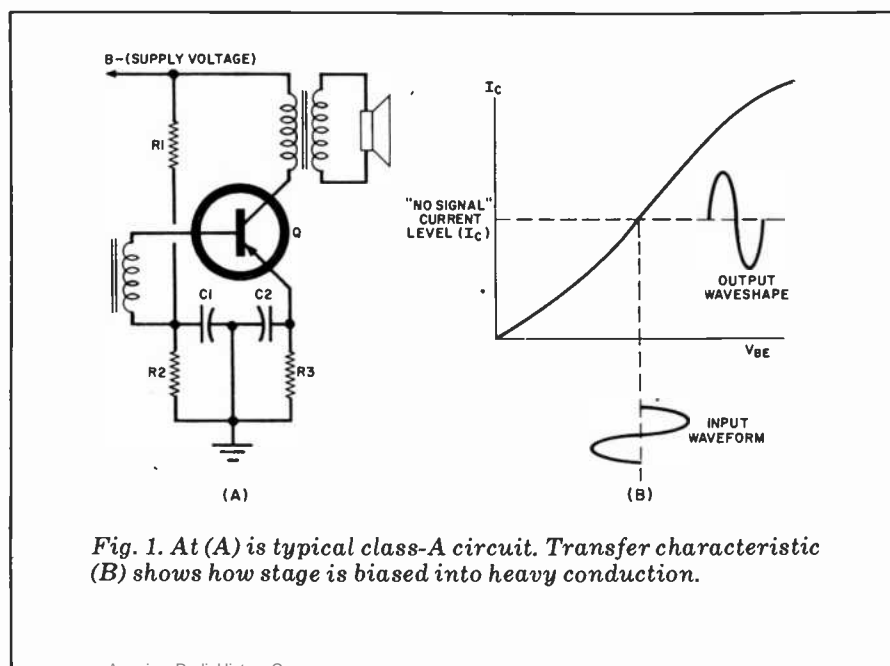 B-(SUPPLY VOLTAGE)
R1
Q
C1 C2
R2
R3
(A)
IC
"NO SIGNAL"
CURRENT
LEVEL (IC)
OUTPUT
WAVESHAPE
VBE
INPUT
WAVEFORM
(B)
Fig. 1. At (A) is typical class-A circuit. Transfer characteristic
(B) shows how stage is biased into heavy conduction.